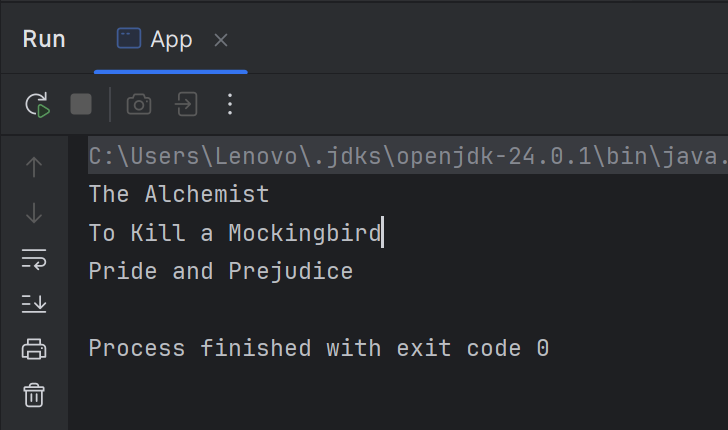 Run App
C:\Users\Lenovo\.jdks\openjdk-24.0.1\bin\java.
The Alchemist
To Kill a Mockingbird
Pride and Prejudice
Process finished with exit code 0